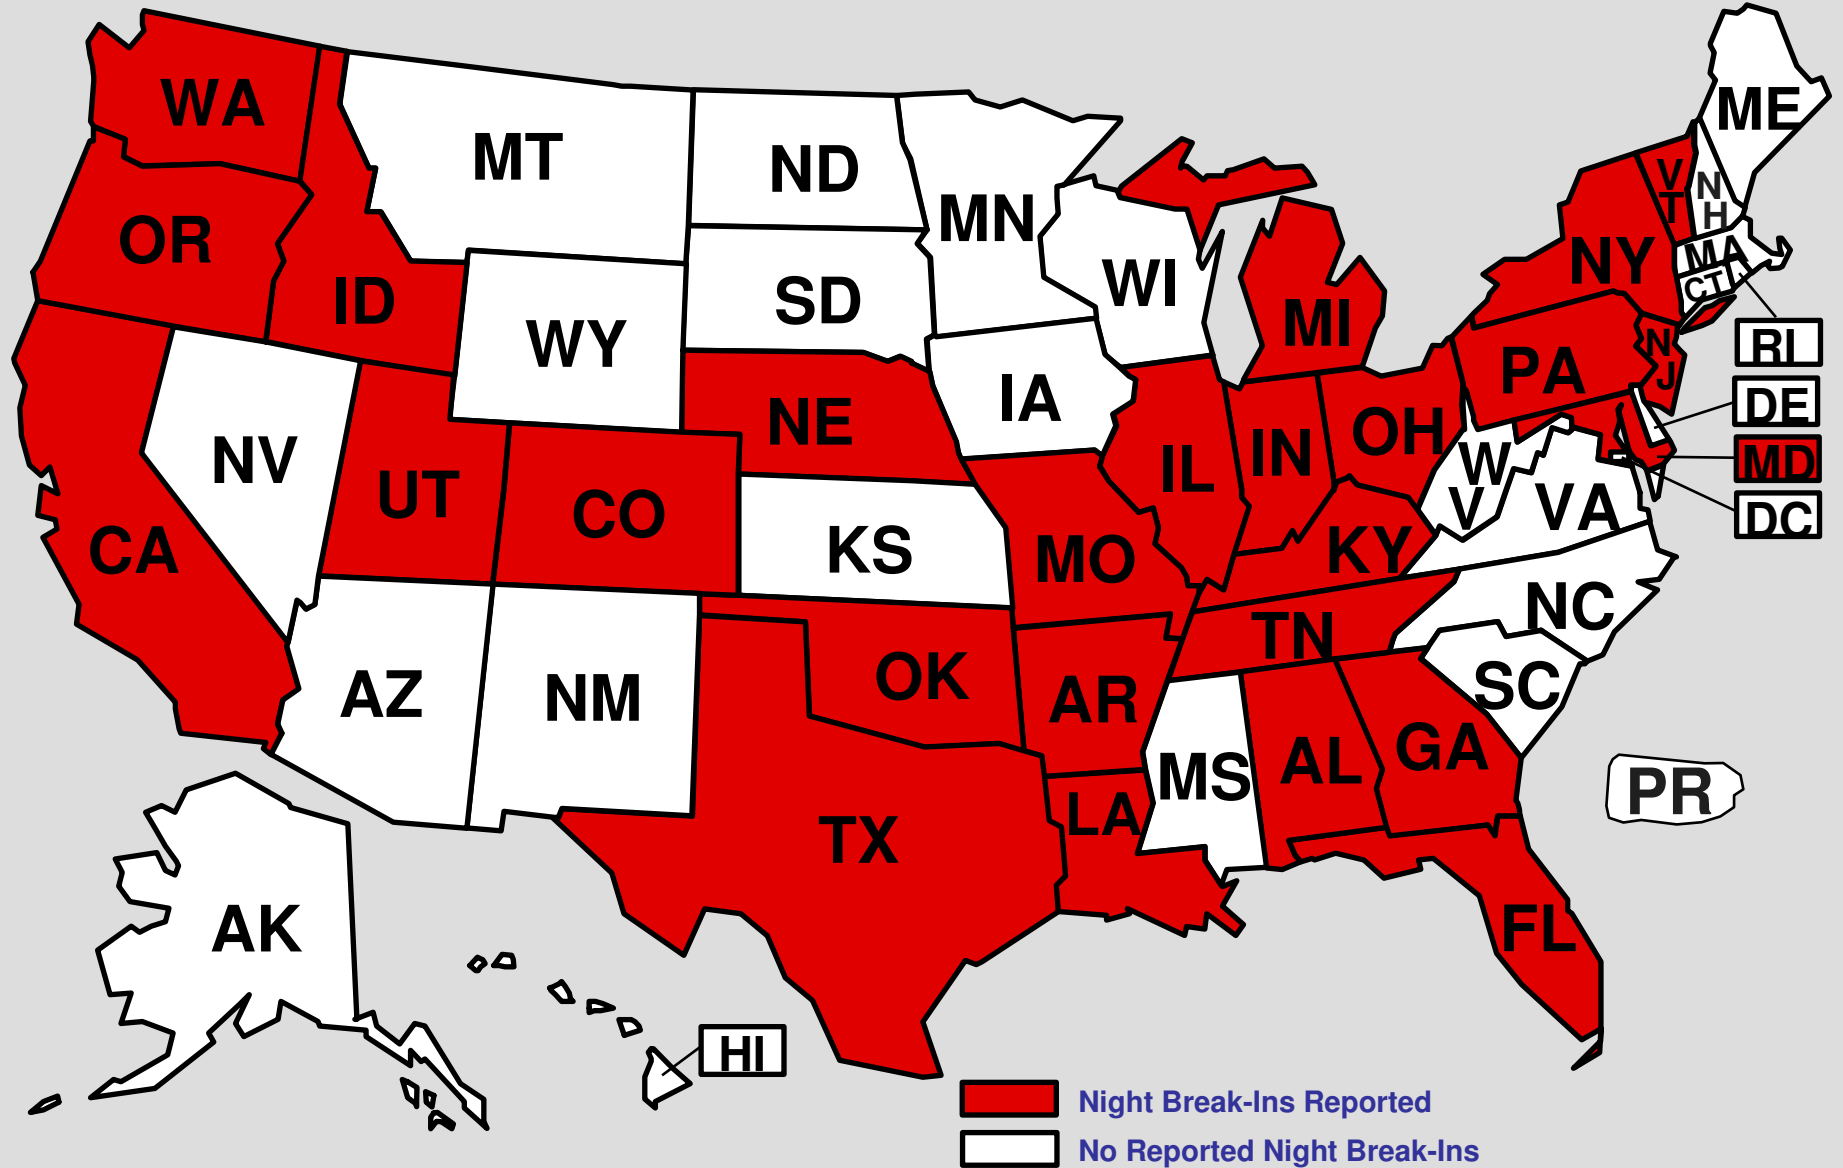 WA
MT
ND
MN
ME
VT
NH
OR
ID
WY
SD
WI
MI
NY
MA
CT
RI
NV
UT
CO
NE
IA
IL
IN
OH
PA
NJ
DE
MD
DC
CA
KS
MO
KY
WV
VA
AZ
NM
OK
AR
TN
NC
SC
TX
LA
MS
AL
GA
PR
AK
FL
HI
Night Break-Ins Reported
No Reported Night Break-Ins